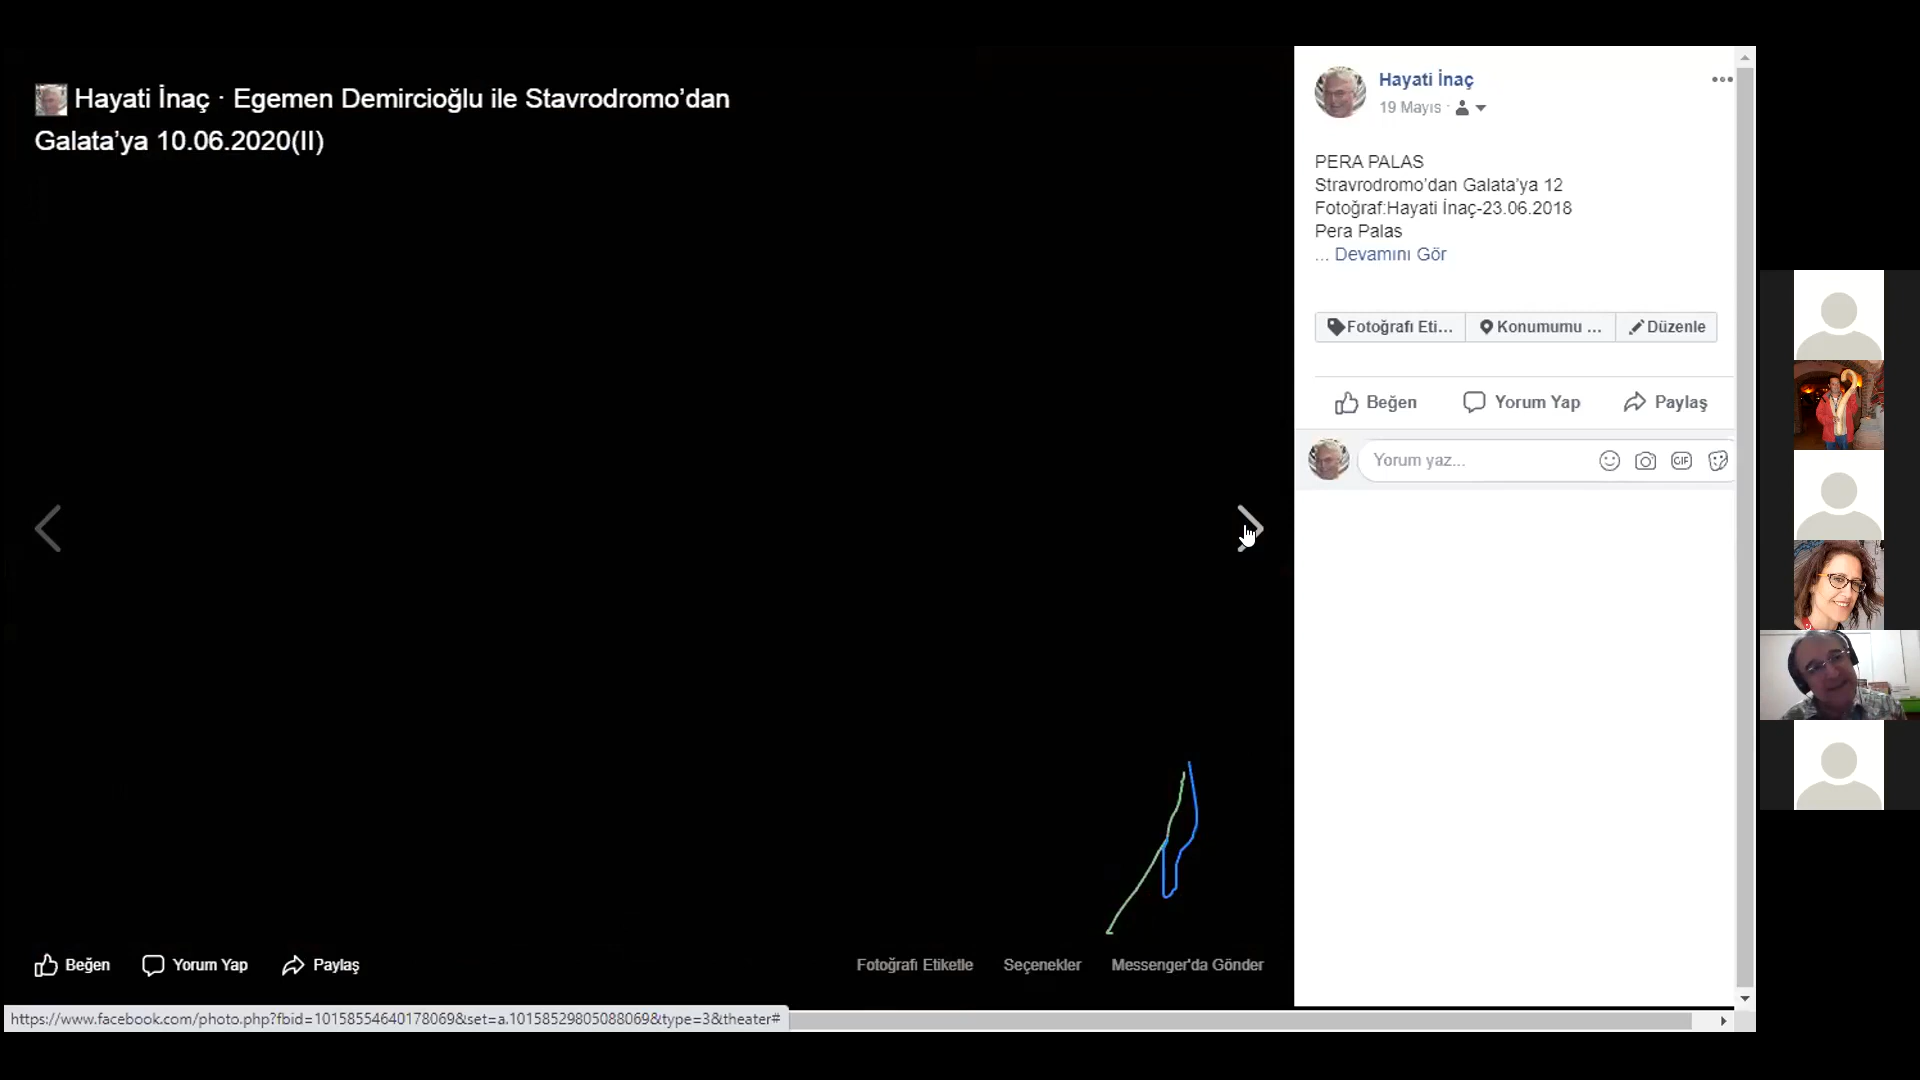 Hayati İnaç · Egemen Demircioğlu ile Stavrodromo’dan
Galata’ya 10.06.2020(II)
Hayati İnaç
19 Mayıs ·
PERA PALAS
Stravrodromo’dan Galata’ya 12
Fotoğraf:Hayati İnaç-23.06.2018
Pera Palas
... Devamını Gör
Fotoğrafı Eti... Konumumu ... Düzenle
Beğen Yorum Yap Paylaş
Yorum yaz...
GIF
Beğen Yorum Yap Paylaş
Fotoğrafı Etiketle Seçenekler Messenger'da Gönder
https://www.facebook.com/photo.php?fbid=10158554640178069&set=a.10158529805088069&type=3&theater#